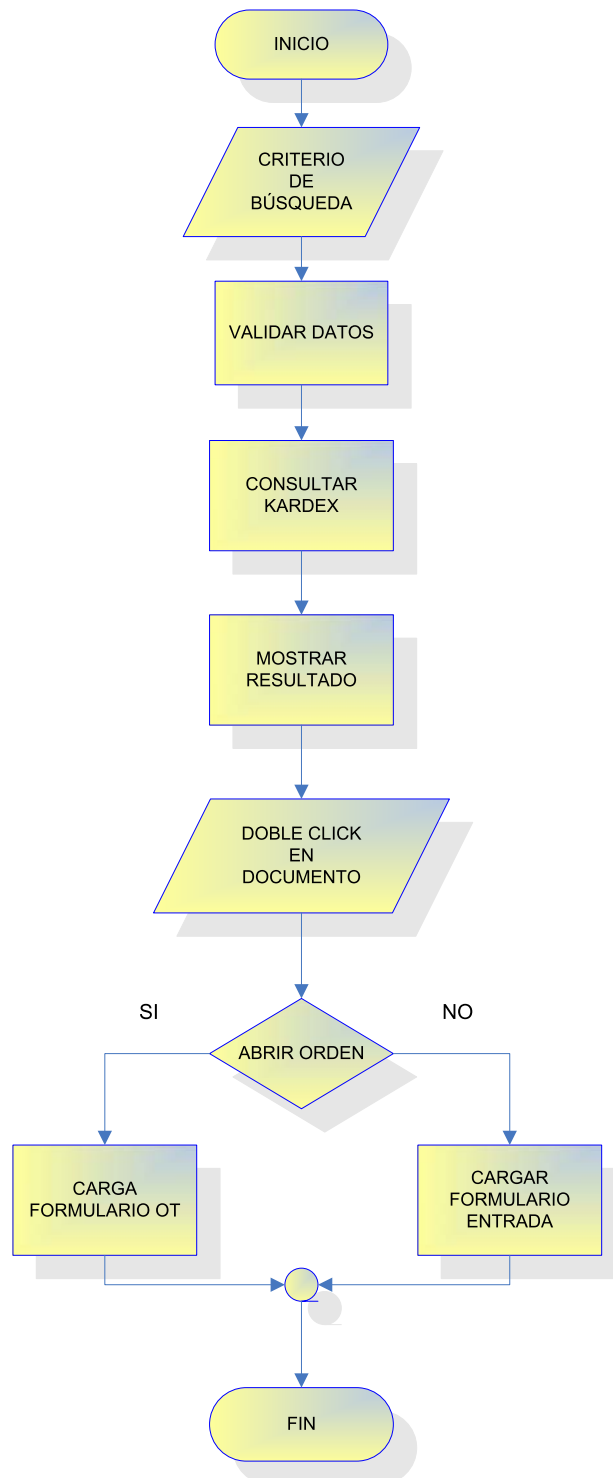 INICIO
CRITERIO
DE
BÚSQUEDA
VALIDAR DATOS
CONSULTAR
KARDEX
MOSTRAR
RESULTADO
DOBLE CLICK
EN
DOCUMENTO
SI
NO
ABRIR ORDEN
CARGA
FORMULARIO OT
CARGAR
FORMULARIO
ENTRADA
FIN